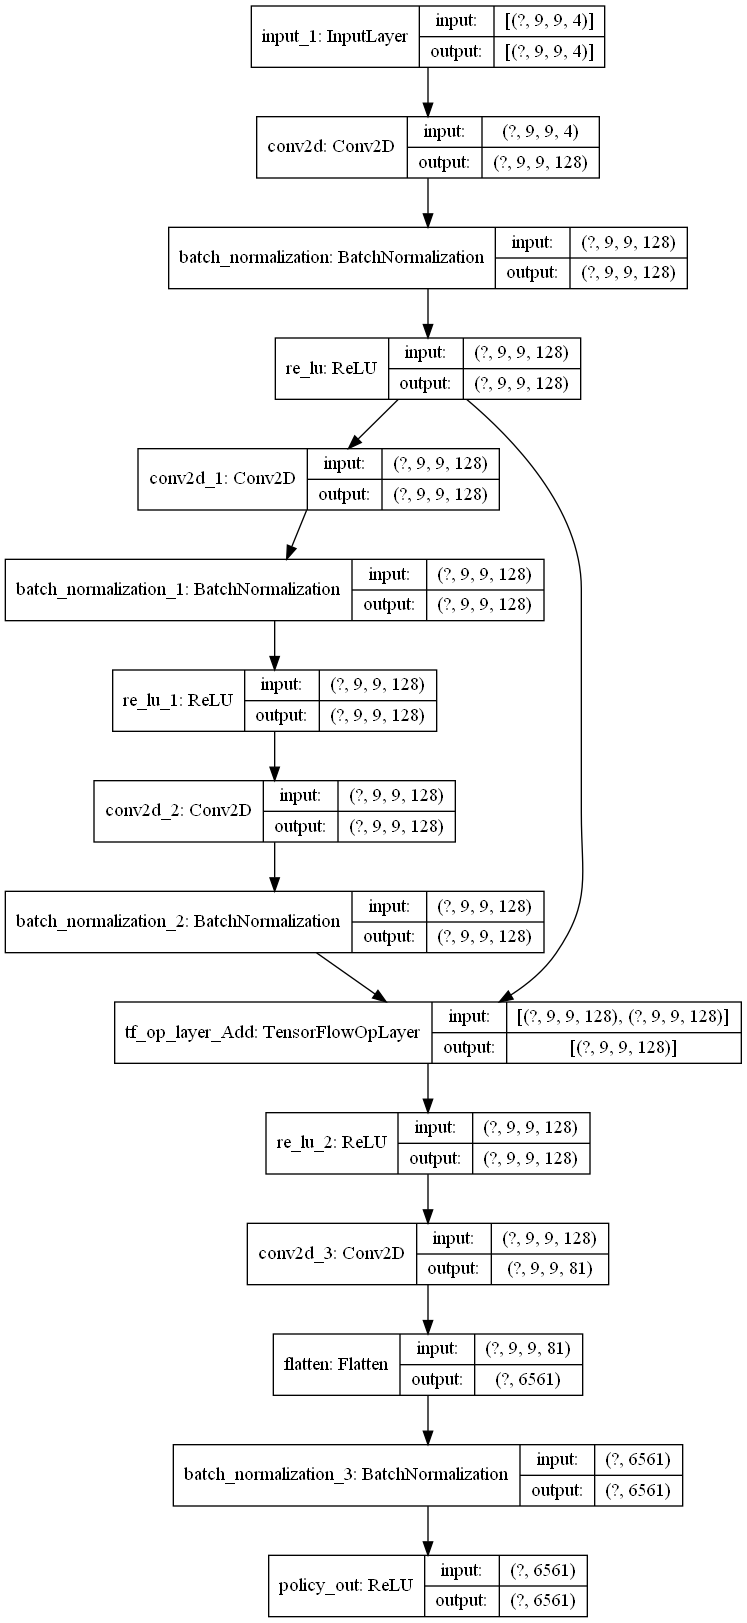 input_1: InputLayer
input: [(?, 9, 9, 4)]
output: [(?, 9, 9, 4)]
conv2d: Conv2D
input: (?, 9, 9, 4)
output: (?, 9, 9, 128)
batch_normalization: BatchNormalization
input: (?, 9, 9, 128)
output: (?, 9, 9, 128)
re_lu: ReLU
input: (?, 9, 9, 128)
output: (?, 9, 9, 128)
conv2d_1: Conv2D
input: (?, 9, 9, 128)
output: (?, 9, 9, 128)
batch_normalization_1: BatchNormalization
input: (?, 9, 9, 128)
output: (?, 9, 9, 128)
re_lu_1: ReLU
input: (?, 9, 9, 128)
output: (?, 9, 9, 128)
conv2d_2: Conv2D
input: (?, 9, 9, 128)
output: (?, 9, 9, 128)
batch_normalization_2: BatchNormalization
input: (?, 9, 9, 128)
output: (?, 9, 9, 128)
tf_op_layer_Add: TensorFlowOpLayer
input: [(?, 9, 9, 128), (?, 9, 9, 128)]
output: [(?, 9, 9, 128)]
re_lu_2: ReLU
input: (?, 9, 9, 128)
output: (?, 9, 9, 128)
conv2d_3: Conv2D
input: (?, 9, 9, 128)
output: (?, 9, 9, 81)
flatten: Flatten
input: (?, 9, 9, 81)
output: (?, 6561)
batch_normalization_3: BatchNormalization
input: (?, 6561)
output: (?, 6561)
policy_out: ReLU
input: (?, 6561)
output: (?, 6561)